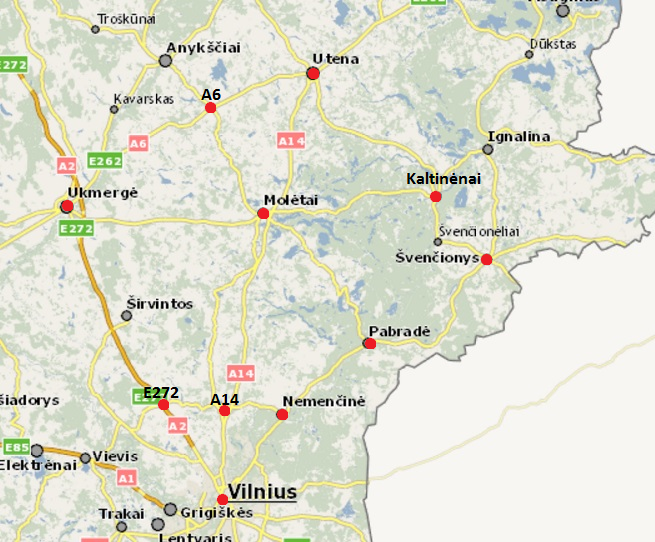 E262
Troškūnai
Anykščiai
Dūkštas
Utena
E272
A6
Kavarskas
A6
A14
Ignalina
A2
E262
Kaltinėnai
Ukmergė
Molėtai
E272
Švenčionėliai
Švenčionys
Širvintos
Pabradė
A14
E272
A14
Nemenčinė
šiadorys
A2
E85
Vievis
Elektrėnai
A1
Vilnius
Trakai
Grigiškės
Lentvaris